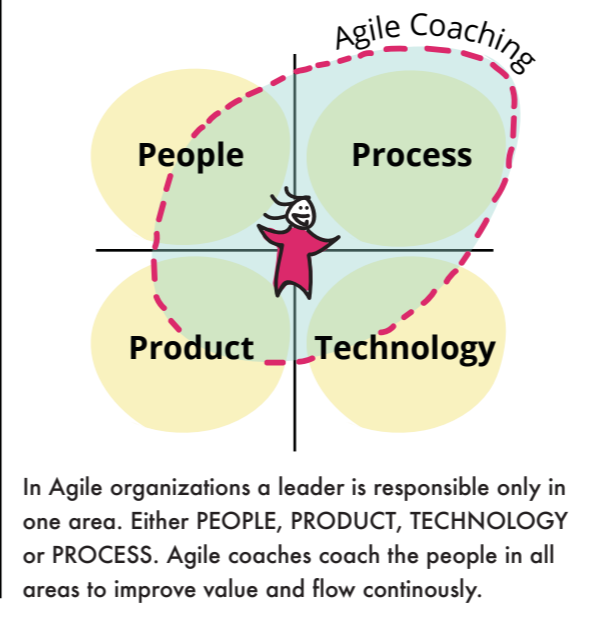 Agile Coaching
People
Process
Product
Technology
In Agile organizations a leader is responsible only in
one area. Either PEOPLE, PRODUCT, TECHNOLOGY
or PROCESS. Agile coaches coach the people in all
areas to improve value and flow continously.